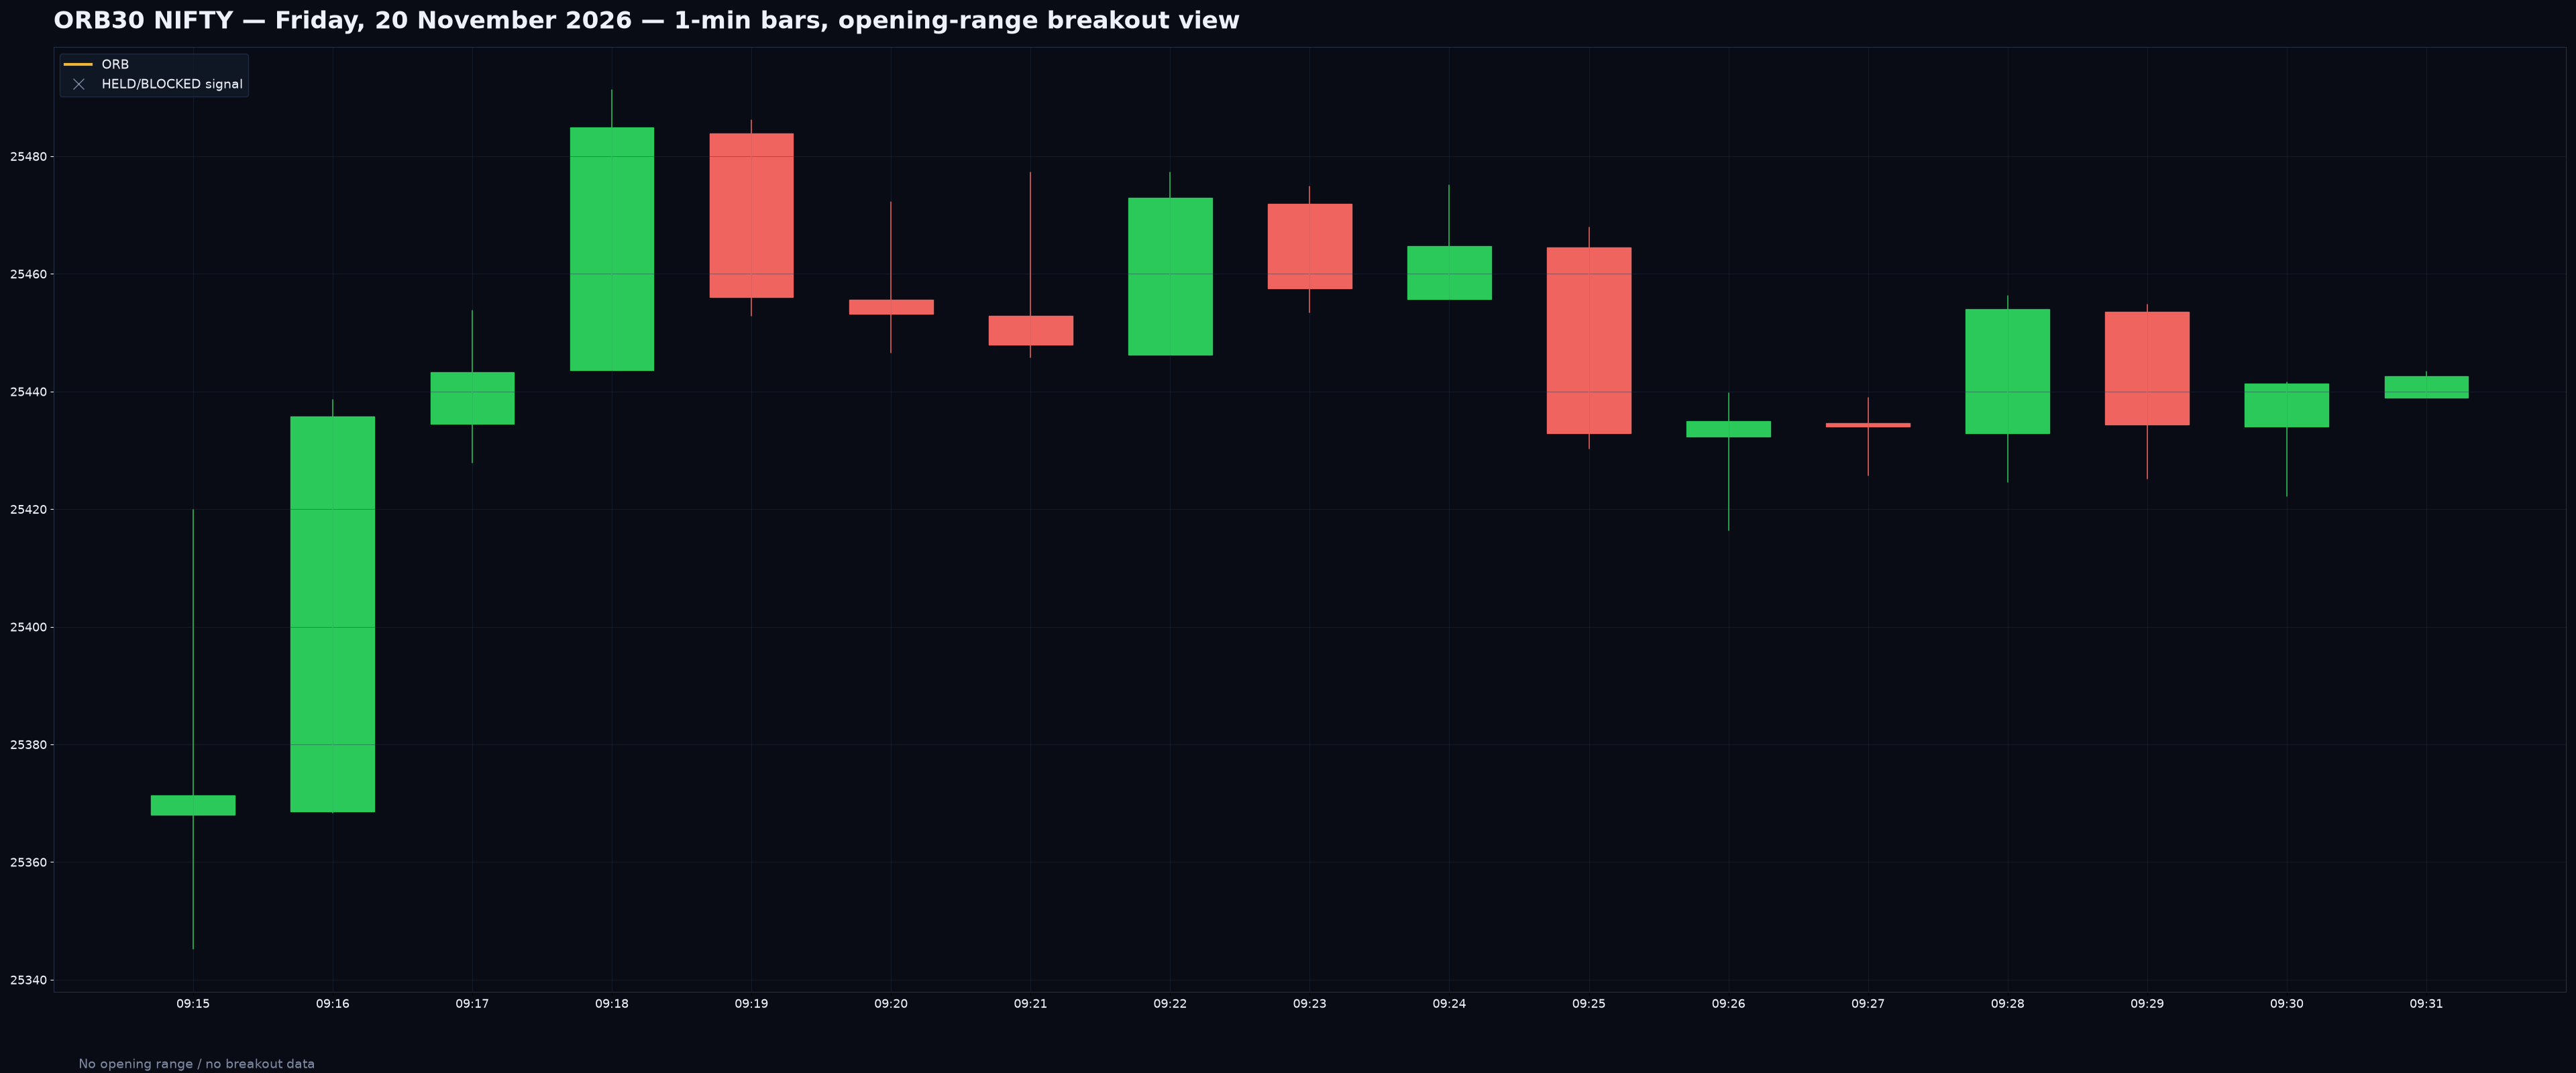 ORB30 NIFTY — Friday, 20 November 2026 — 1-min bars, opening-range breakout view
ORB
HELD/BLOCKED signal
25480
25460
25440
25420
25400
25380
25360
25340
09:15 09:16 09:17 09:18 09:19 09:20 09:21 09:22 09:23 09:24 09:25 09:26 09:27 09:28 09:29 09:30 09:31
No opening range / no breakout data